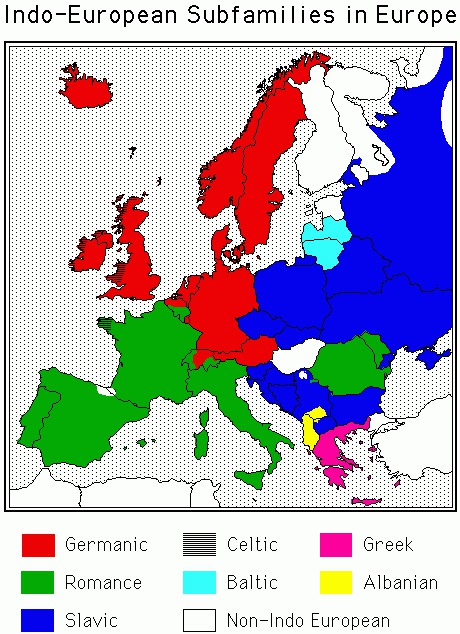 Indo-European Subfamilies in Europe
Germanic
Celtic
Greek
Romance
Baltic
Albanian
Slavic
Non-Indo European